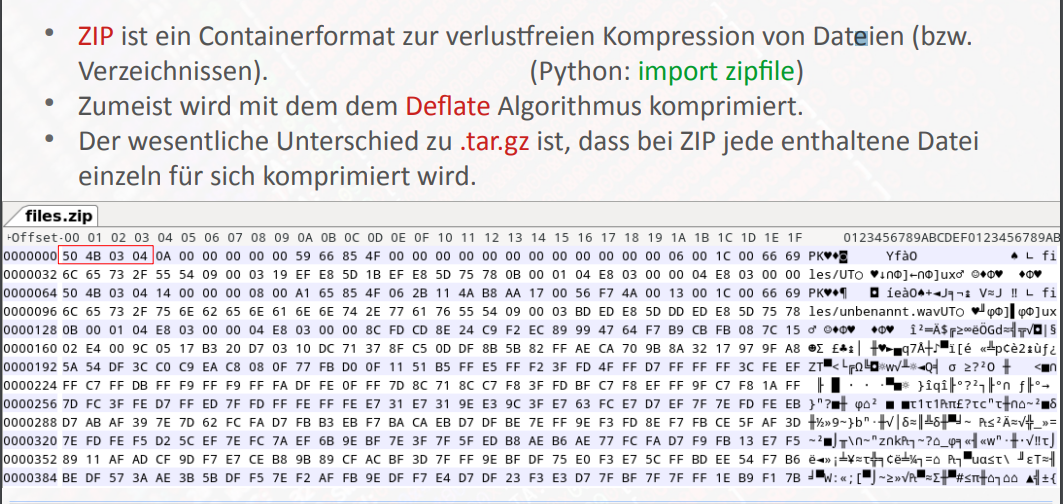 • ZIP ist ein Containerformat zur verlustfreien Kompression von Dateien (bzw.
Verzeichnissen). (Python: import zipfile)
• Zumeist wird mit dem dem Deflate Algorithmus komprimiert.
• Der wesentliche Unterschied zu .tar.gz ist, dass bei ZIP jede enthaltene Datei
einzeln für sich komprimiert wird.
files.zip
Offset 00 01 02 03 04 05 06 07 08 09 0A 0B 0C 0D 0E 0F 10 11 12 13 14 15 16 17 18 19 1A 1B 1C 1D 1E 1F 0123456789ABCDEF0123456789AB
0000000 50 4B 03 04 0A 00 00 00 00 00 59 66 85 4F 00 00 00 00 00 00 00 00 00 00 00 00 06 00 1C 00 66 69 PK♥♦◙ YfàO ♠ ∟ fi
0000032 6C 65 73 2F 55 54 09 00 03 19 EF E8 5D 1B EF E8 5D 75 78 0B 00 01 04 E8 03 00 00 04 E8 03 00 00 les/UT○ ♥↓∩Φ]←∩Φ]ux♂ ☺♦Φ♥ ♦Φ♥
0000064 50 4B 03 04 14 00 00 00 08 00 A1 65 85 4F 06 2B 11 4A B8 AA 17 00 56 F7 4A 00 13 00 1C 00 66 69 PK♥♦¶ ◘ íeàO♠+◄J╕¬↨ V≈J ‼ ∟ fi
0000096 6C 65 73 2F 75 6E 62 65 6E 61 6E 6E 74 2E 77 61 76 55 54 09 00 03 BD ED E8 5D DD ED E8 5D 75 78 les/unbenannt.wavUT○ ♥╜φΦ]▌φΦ]ux
0000128 0B 00 01 04 E8 03 00 00 04 E8 03 00 00 8C FD CD 8E 24 C9 F2 EC 89 99 47 64 F7 B9 CB FB 08 7C 15
0000160 02 E4 00 9C 05 17 B3 20 D7 03 10 DC 71 37 8F C5 0D DF 8B 5B 82 FF AE CA 70 9B 8A 32 17 97 9F A8
0000192 5A 54 DF 3C C0 C9 EA C8 08 0F 77 FB BD 0F 11 51 B5 FF E5 FF F2 3F FD 4F FF D7 FF FF FF 3C FE EF
0000224 FF C7 FF DB FF F9 FF F9 FF FA DF FE 0F FF 7D 8C 71 8C C7 F8 3F FD BF C7 F8 EF FF 9F C7 F8 1A FF
0000256 7D FC 3F FE ED F7 FF ED 7F FD FF FE FF FE E7 31 E7 31 9E E3 9C 3F E7 63 FC 7F D7 EF 7F 7E FD FE EB
0000288 D7 AB AF 39 7E 7D 62 FC FA D7 FB B3 EB F7 BA CA EB D7 DF BE 7F FF 9E F3 FD 8E F7 FB CE 5F AF 3D
0000320 7E FD FE F5 D2 5C EF 7E FC 7A EF 6B 9E BF 7E 3F 7F 5F ED B8 AE B6 AE 77 FC FA D7 F9 FB 13 E7 F5
0000352 89 11 AF AD CF 9D F7 E7 CE B8 9B 89 CF AC BF 3D 7F FF 9E BF DF 75 E0 F3 E7 5C FF BD EE 54 F7 B6
0000384 BE DF 57 3A AE 3B 5B DF F5 7E F2 AF FB 9E DF F7 E4 D7 DF 23 F3 E3 D7 7F BF 7F 7F FF 1E B9 F1 7B